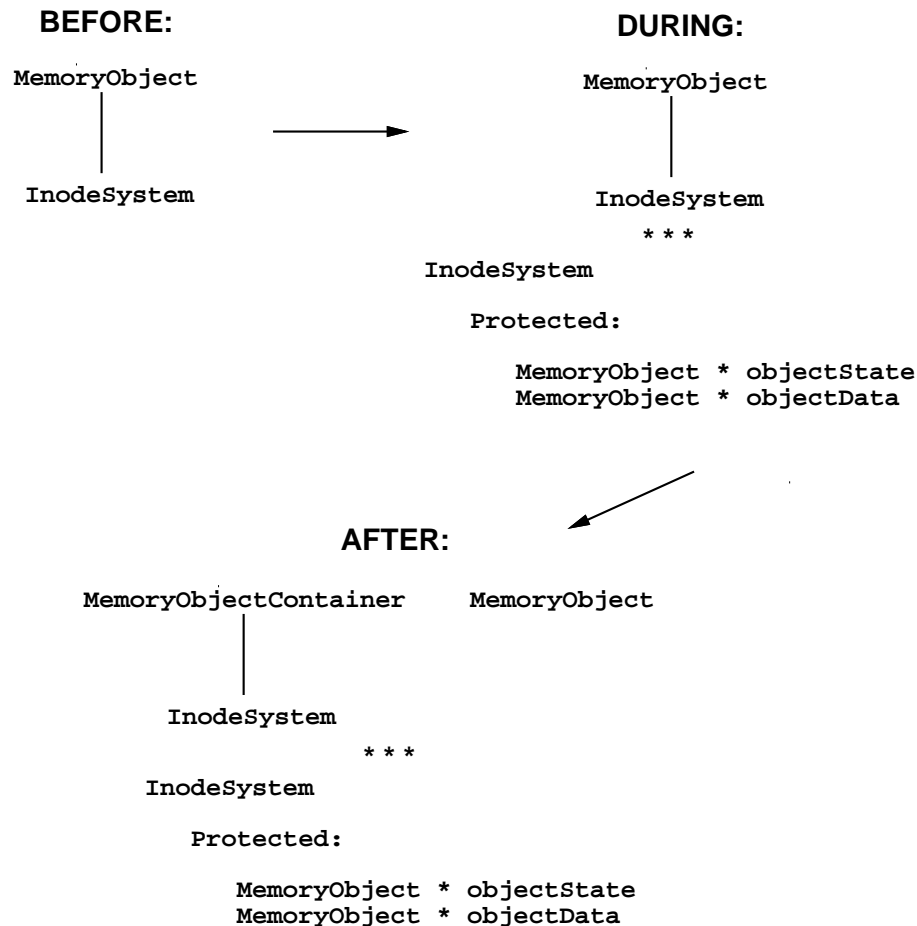 BEFORE:
MemoryObject
InodeSystem
DURING:
MemoryObject
InodeSystem
***
InodeSystem
Protected:
MemoryObject * objectState
MemoryObject * objectData
AFTER:
MemoryObjectContainer MemoryObject
InodeSystem
***
InodeSystem
Protected:
MemoryObject * objectState
MemoryObject * objectData